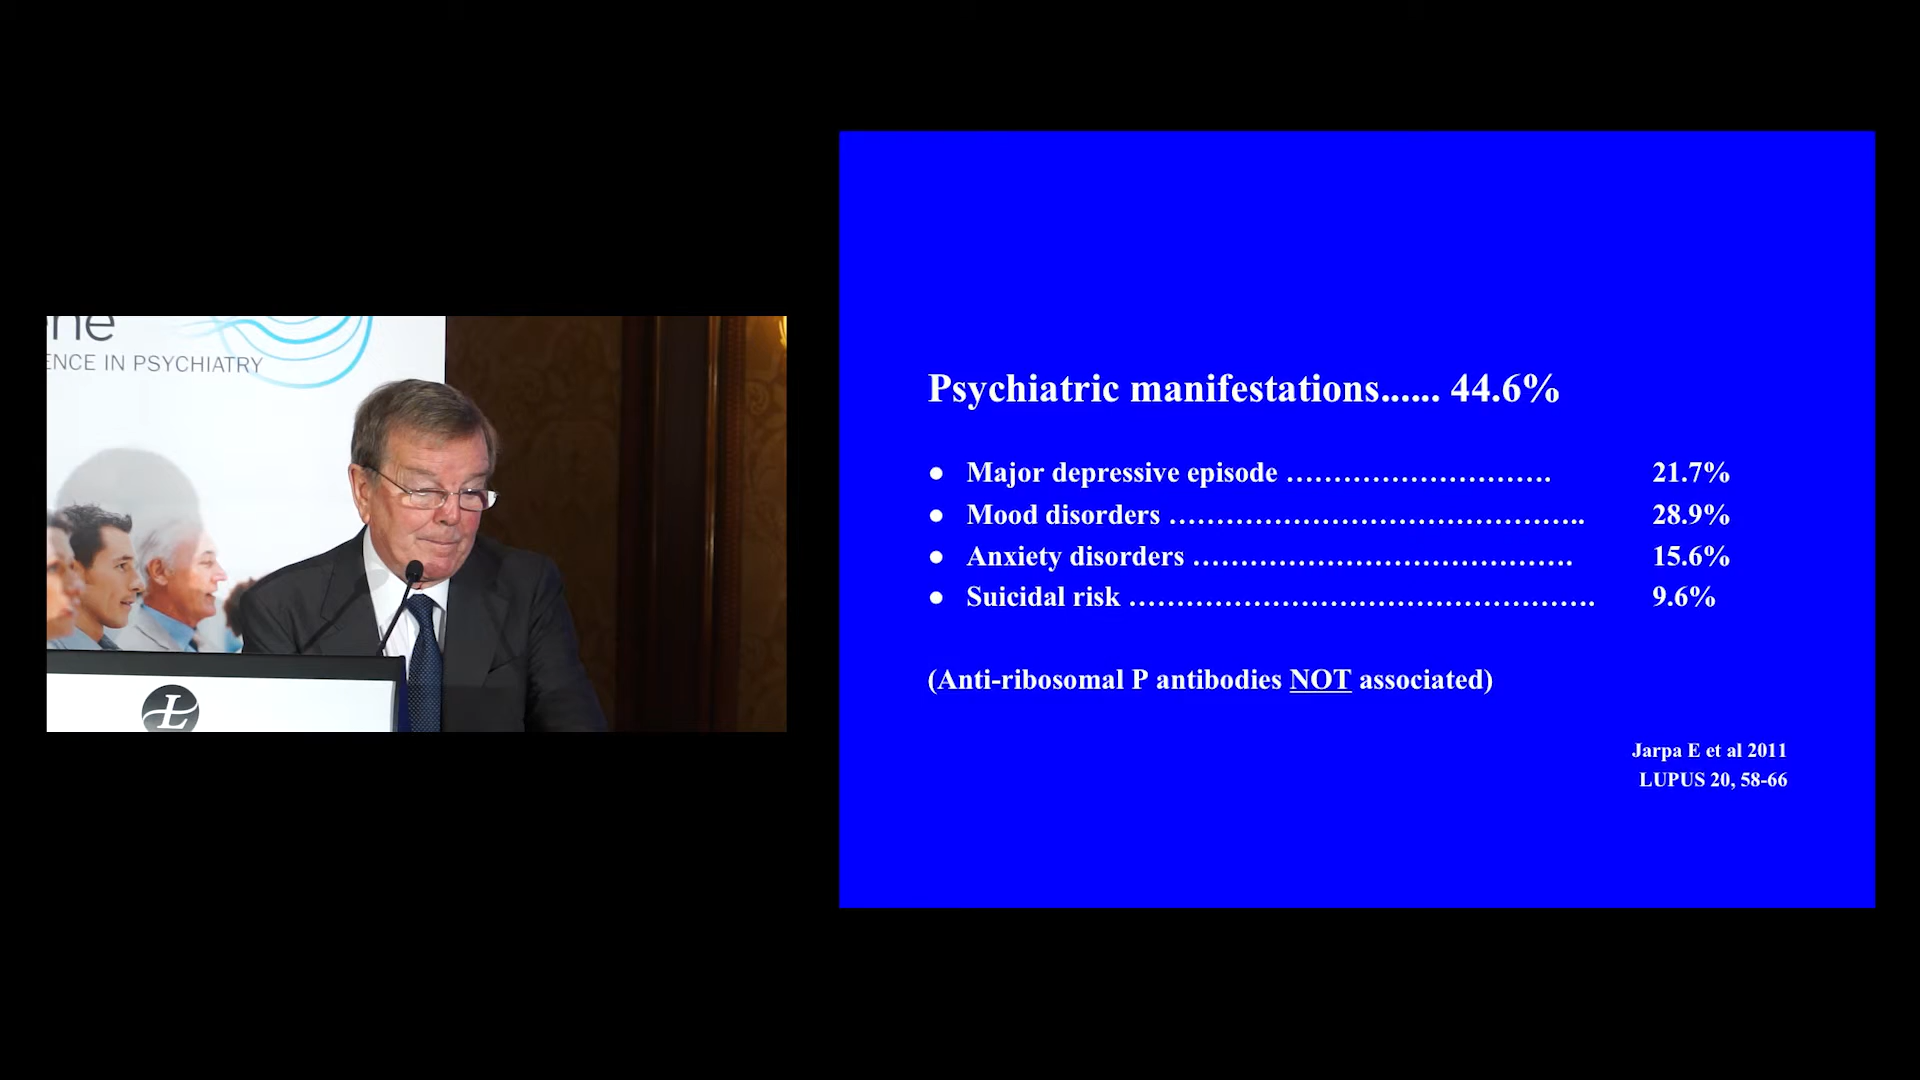 ENCE IN PSYCHIATRY
L
Psychiatric manifestations...... 44.6%
● Major depressive episode ………………………. 21.7%
● Mood disorders …………………………………….. 28.9%
● Anxiety disorders …………………………………. 15.6%
● Suicidal risk …………………………………………. 9.6%
(Anti-ribosomal P antibodies NOT associated)
Jarpa E et al 2011
LUPUS 20, 58-66